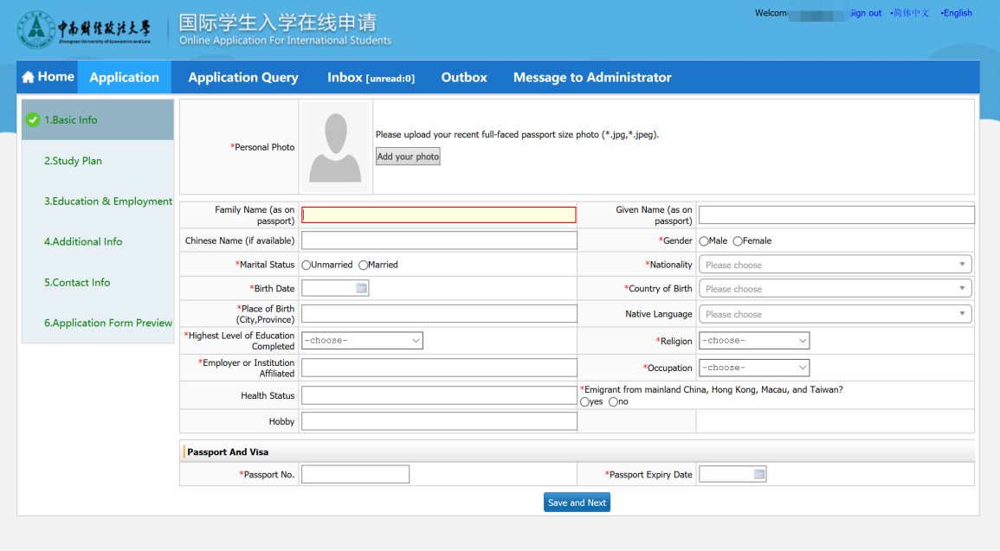 中南财经政法大学
Zhongnan University of Economics and Law
国际学生入学在线申请
Online Application For International Students
Welcom
Sign out •简体中文 •English
Home Application Application Query Inbox [unread:0] Outbox Message to Administrator
1.Basic Info
2.Study Plan
3.Education & Employment
4.Additional Info
5.Contact Info
6.Application Form Preview
*Personal Photo
Please upload your recent full-faced passport size photo (*.jpg,*.jpeg).
Add your photo
Family Name (as on
passport)
Given Name (as on
passport)
Chinese Name (if available)
*Gender Male Female
*Marital Status Unmarried Married
*Nationality Please choose
*Birth Date
*Country of Birth Please choose
*Place of Birth
(City,Province)
Native Language Please choose
*Highest Level of Education
Completed
-choose-
*Religion -choose-
*Employer or Institution
Affiliated
*Occupation -choose-
Health Status
*Emigrant from mainland China, Hong Kong, Macau, and Taiwan?
yes no
Hobby
Passport And Visa
*Passport No.
*Passport Expiry Date
Save and Next